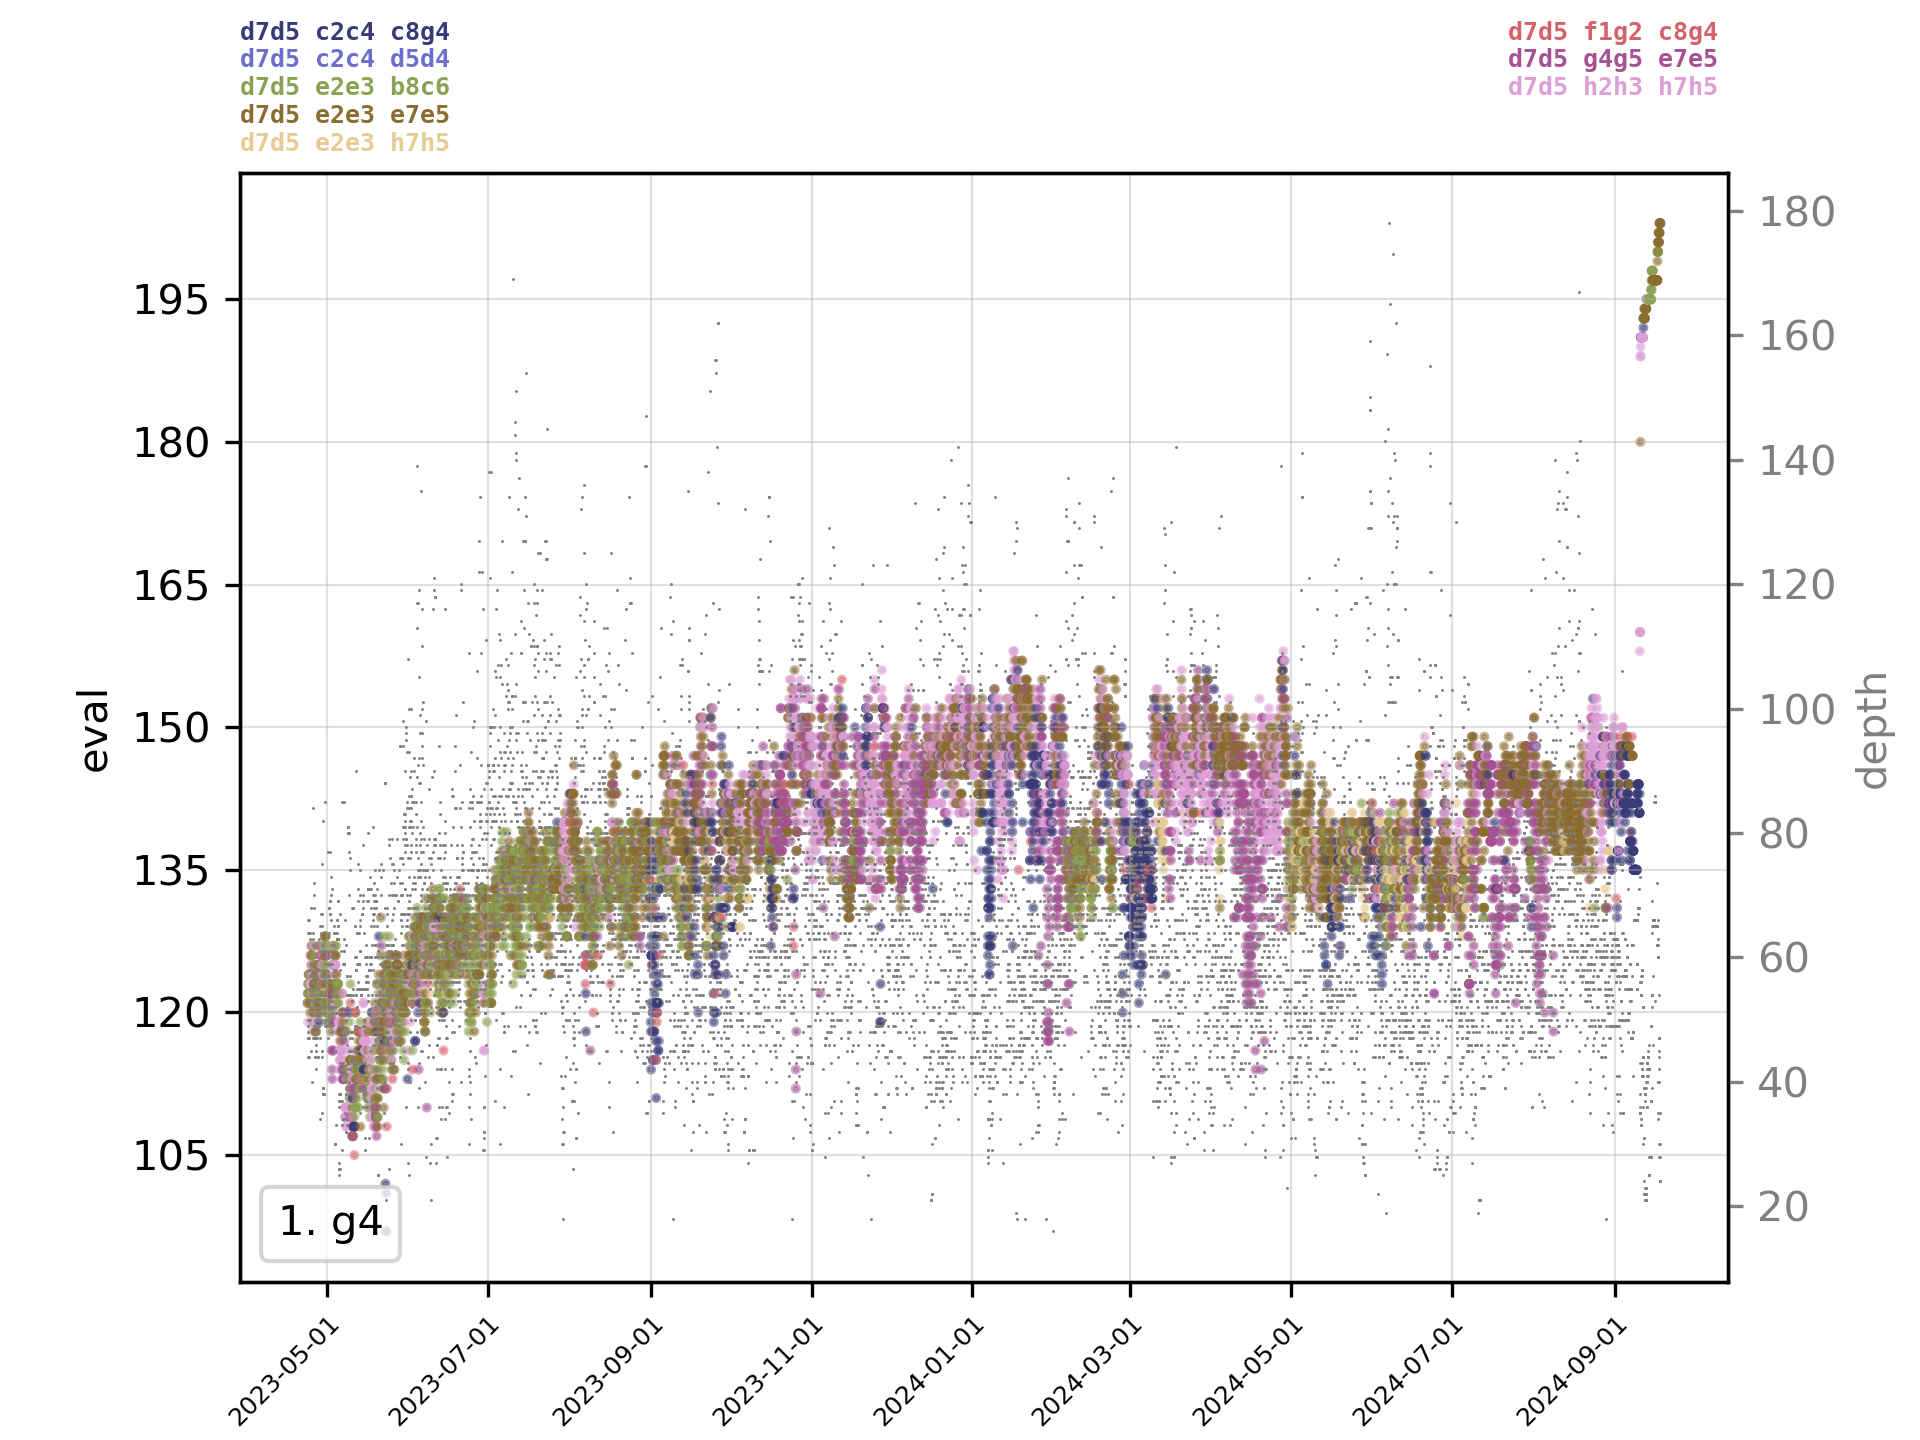 d7d5 c2c4 c8g4
d7d5 c2c4 d5d4
d7d5 e2e3 b8c6
d7d5 e2e3 e7e5
d7d5 e2e3 h7h5
d7d5 f1g2 c8g4
d7d5 g4g5 e7e5
d7d5 h2h3 h7h5
eval
195
180
165
150
135
120
105
1. g4
180
160
140
120
100
80
60
40
20
depth
2023-05-01
2023-07-01
2023-09-01
2023-11-01
2024-01-01
2024-03-01
2024-05-01
2024-07-01
2024-09-01